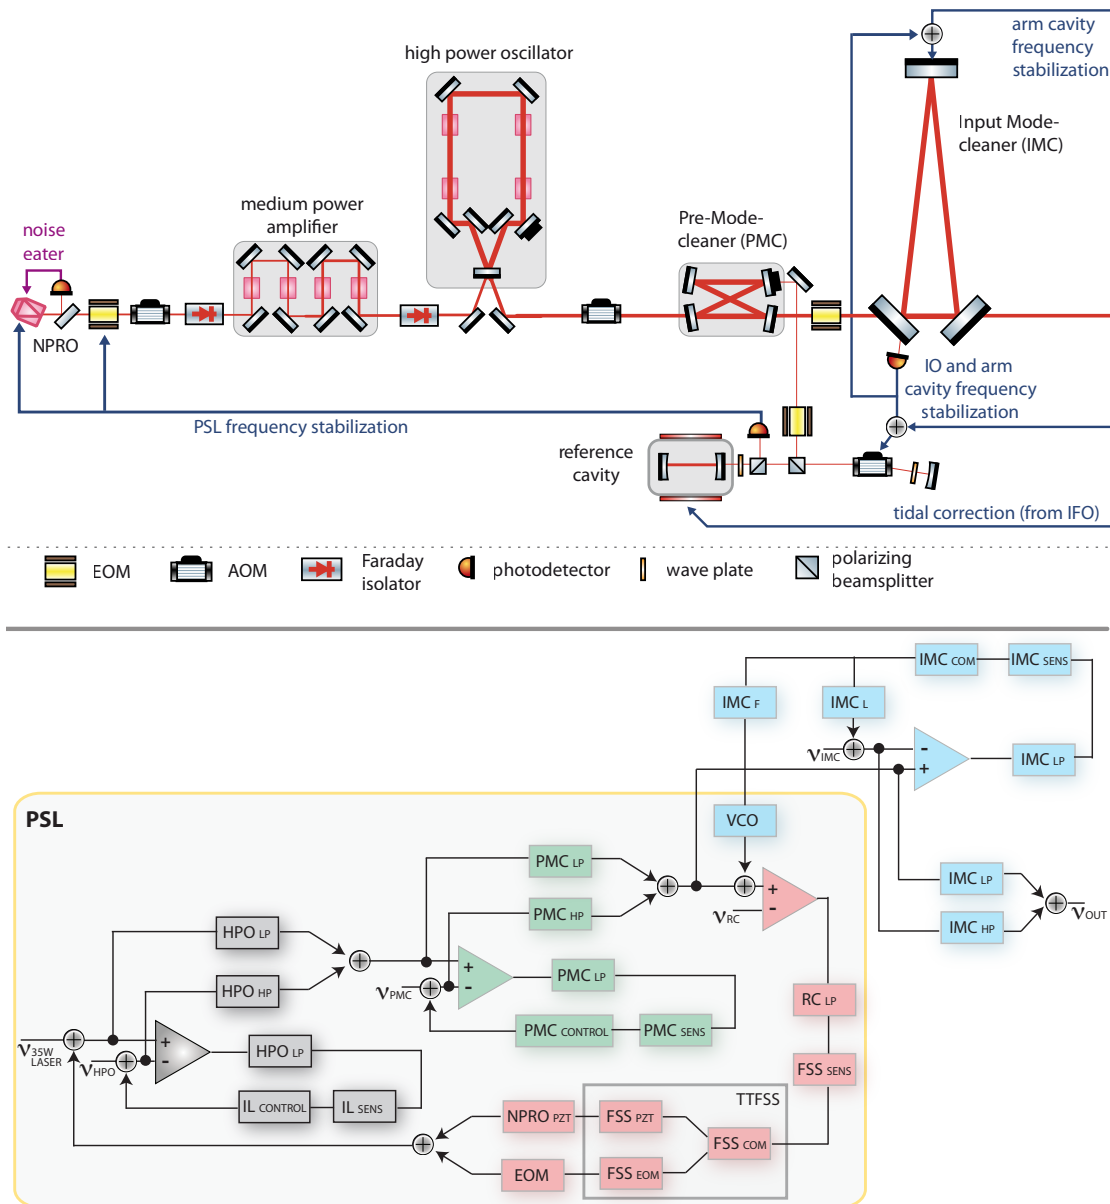 high power oscillator
arm cavity
frequency
stabilization
Input Mode-
cleaner (IMC)
medium power
amplifier
Pre-Mode-
cleaner (PMC)
noise
eater
NPRO
IO and arm
cavity frequency
stabilization
PSL frequency stabilization
reference
cavity
tidal correction (from IFO)
EOM
AOM
Faraday
isolator
photodetector
wave plate
polarizing
beamsplitter
IMC COM
IMC SENS
IMC F
IMC L
νIMC
-
+
IMC LP
PSL
VCO
PMC LP
PMC HP
νRC
+
-
IMC LP
IMC HP
νOUT
HPO LP
HPO HP
νPMC
+
-
PMC LP
PMC CONTROL
PMC SENS
RC LP
ν35W LASER
νHPO
+
-
HPO LP
IL CONTROL
IL SENS
FSS SENS
TTFSS
NPRO PZT
FSS PZT
FSS COM
EOM
FSS EOM